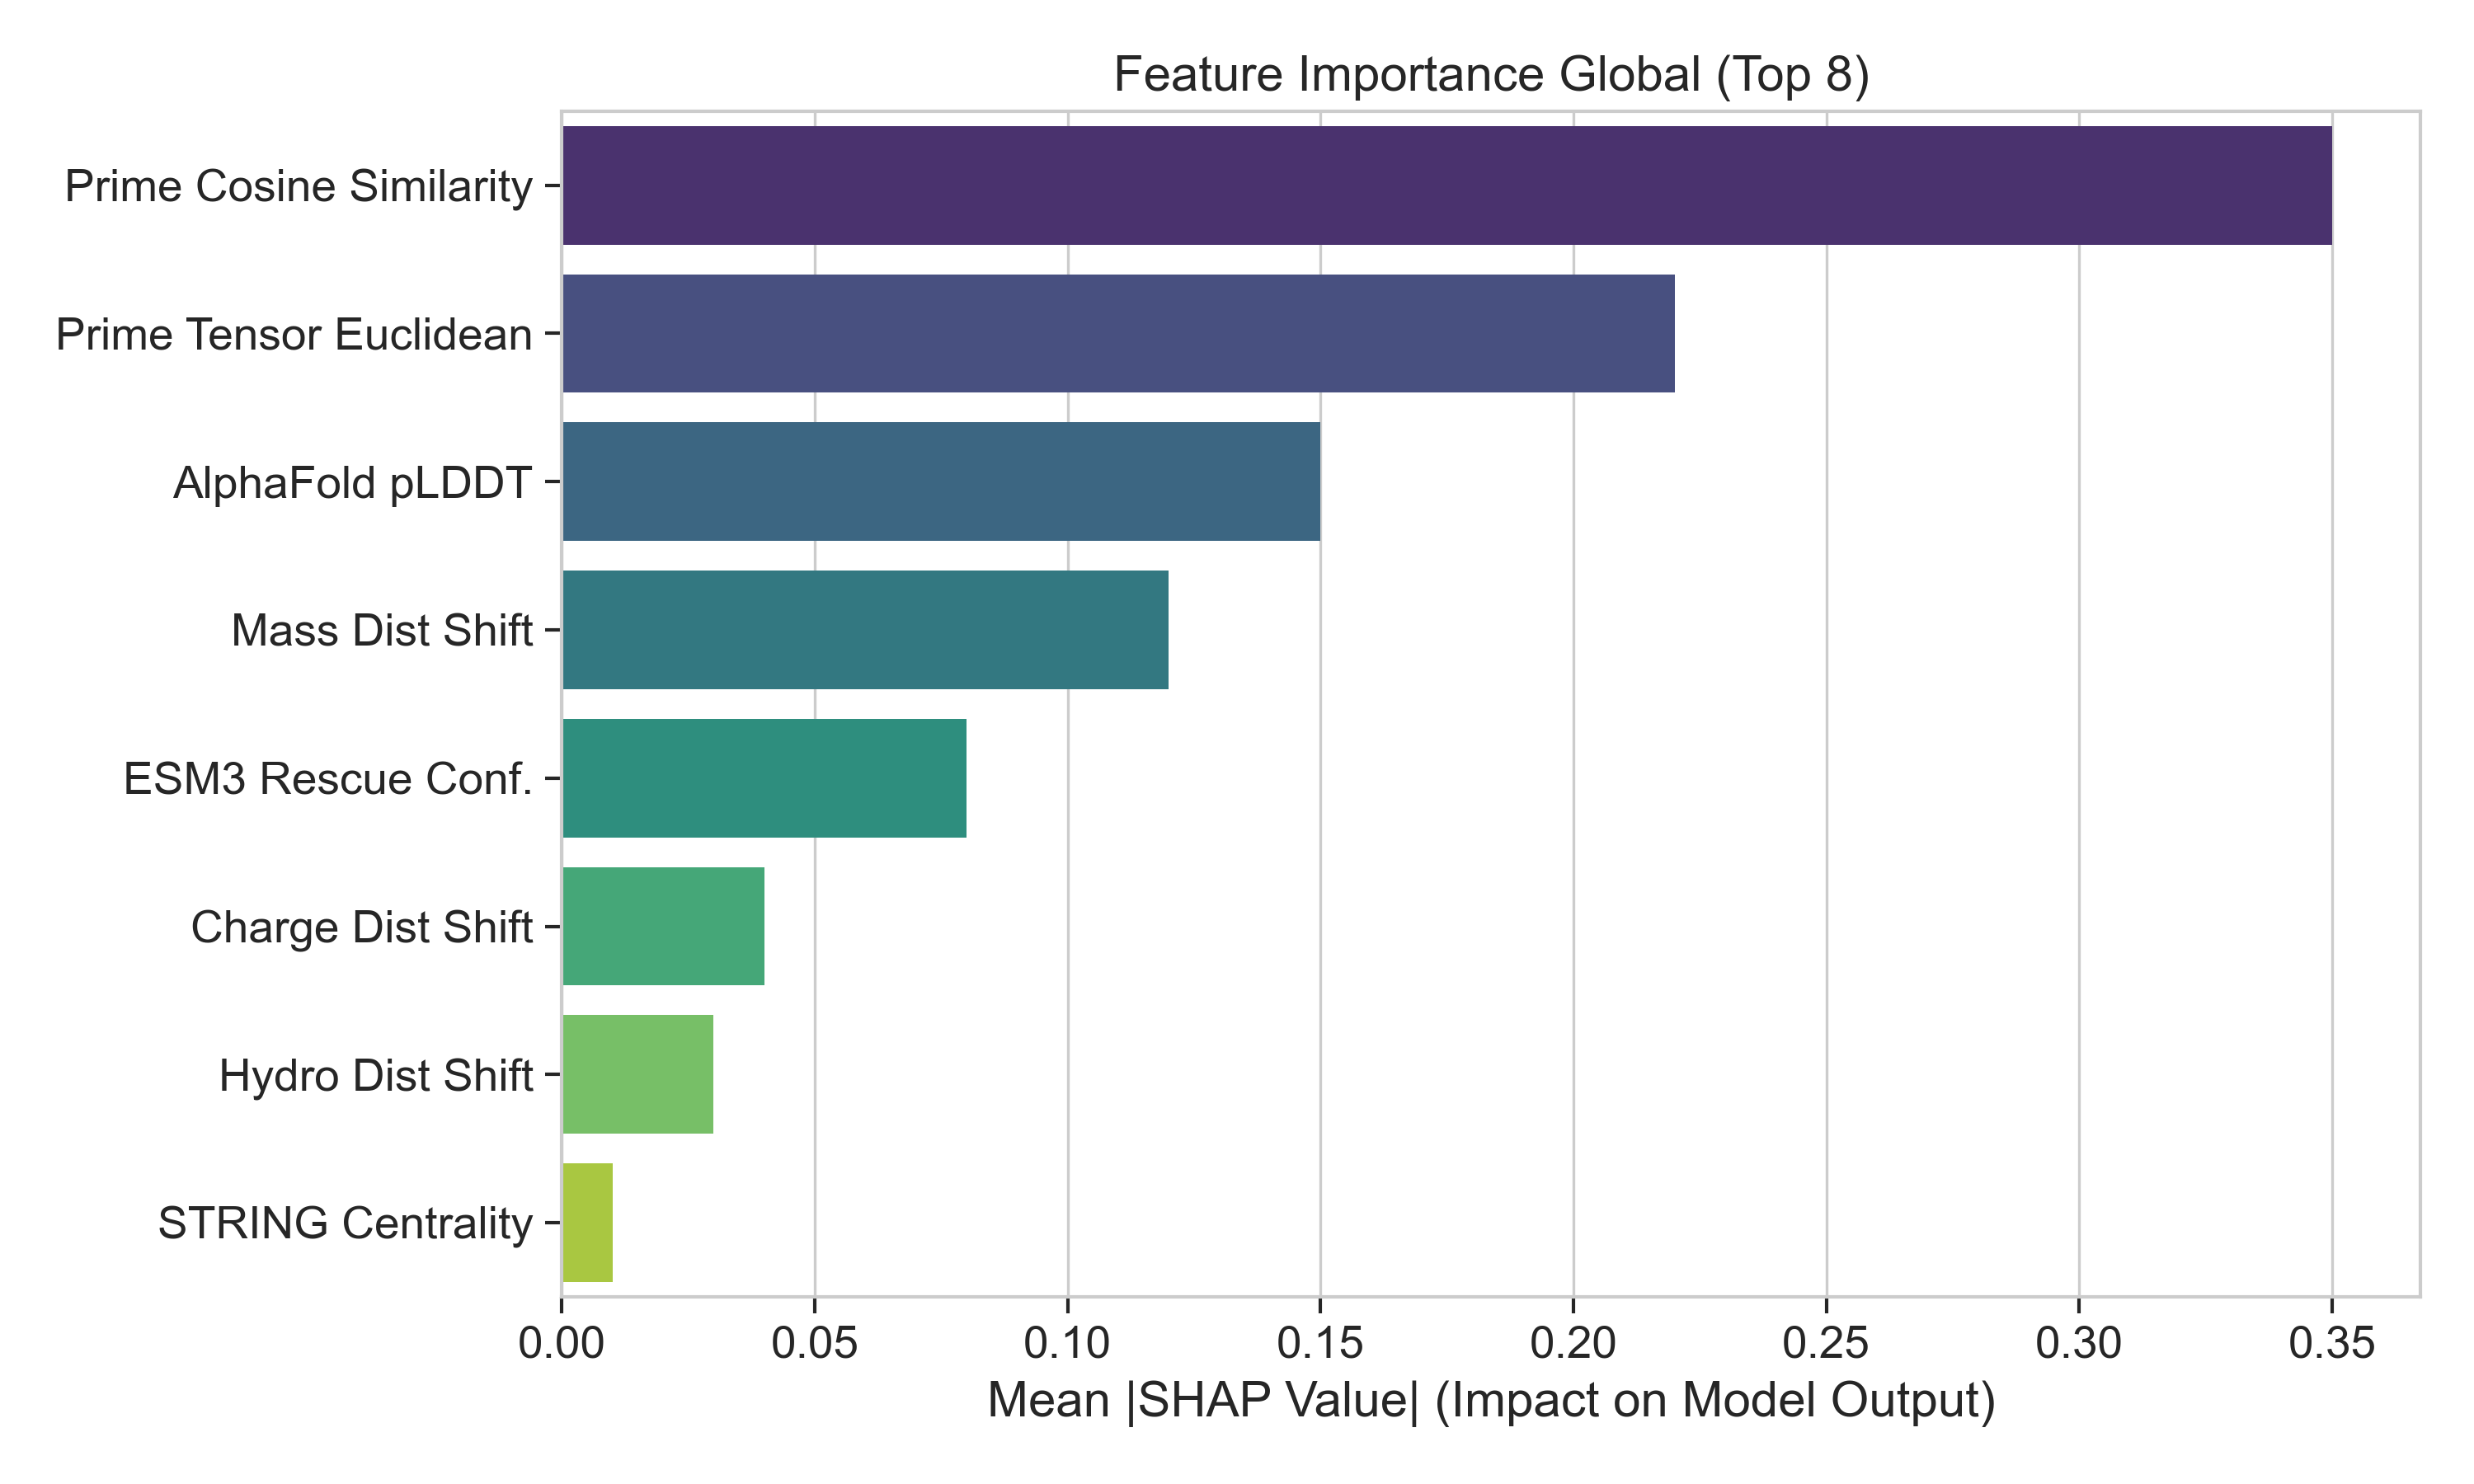 Feature Importance Global (Top 8)
Prime Cosine Similarity
Prime Tensor Euclidean
AlphaFold pLDDT
Mass Dist Shift
ESM3 Rescue Conf.
Charge Dist Shift
Hydro Dist Shift
STRING Centrality
0.00 0.05 0.10 0.15 0.20 0.25 0.30 0.35
Mean |SHAP Value| (Impact on Model Output)